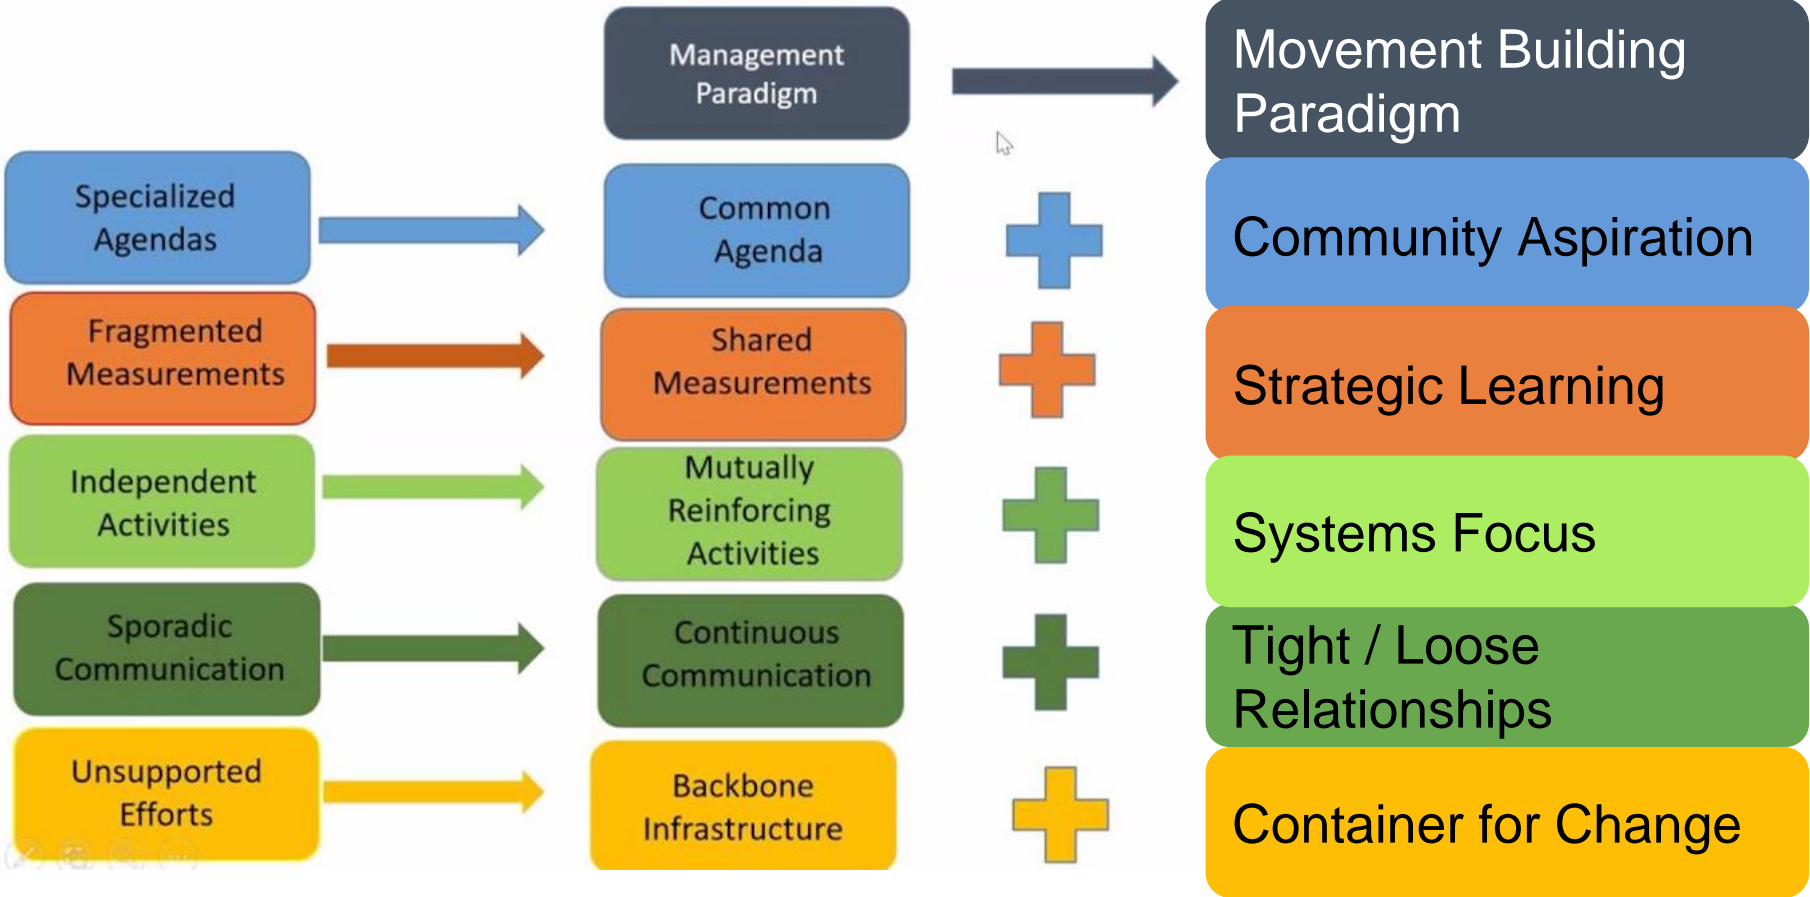 Management
Paradigm
Movement Building
Paradigm
Specialized
Agendas
Common
Agenda
Community Aspiration
Fragmented
Measurements
Shared
Measurements
Strategic Learning
Independent
Activities
Mutually
Reinforcing
Activities
Systems Focus
Sporadic
Communication
Continuous
Communication
Tight / Loose
Relationships
Unsupported
Efforts
Backbone
Infrastructure
Container for Change